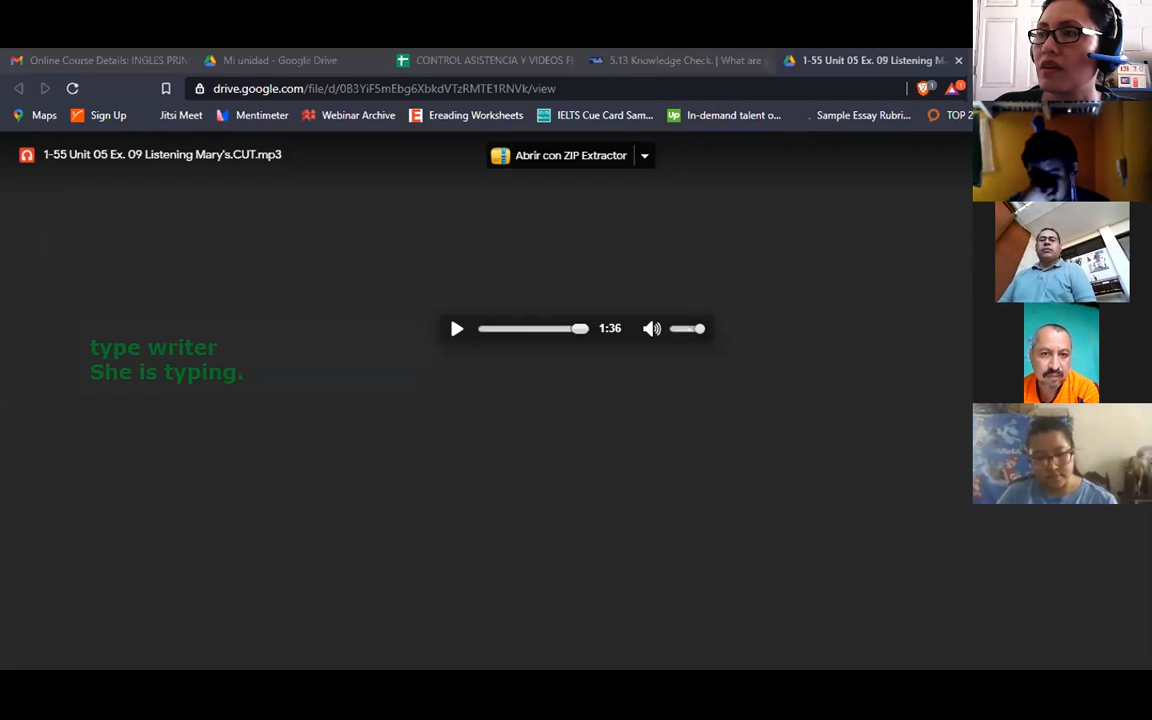 Online Course Details: INGLES PRIN
Mi unidad - Google Drive
CONTROL ASISTENCIA Y VIDEOS FI
5.13 Knowledge Check. | What are
1-55 Unit 05 Ex. 09 Listening M
drive.google.com/file/d/0B3YiF5mEbg6XbkdVTzRMTE1RNVk/view
Maps
Sign Up
Jitsi Meet
Mentimeter
Webinar Archive
Ereading Worksheets
IELTS Cue Card Sam...
In-demand talent o...
Sample Essay Rubri...
TOP 2
1-55 Unit 05 Ex. 09 Listening Mary's.CUT.mp3
Abrir con ZIP Extractor
1:36
type writer
She is typing.